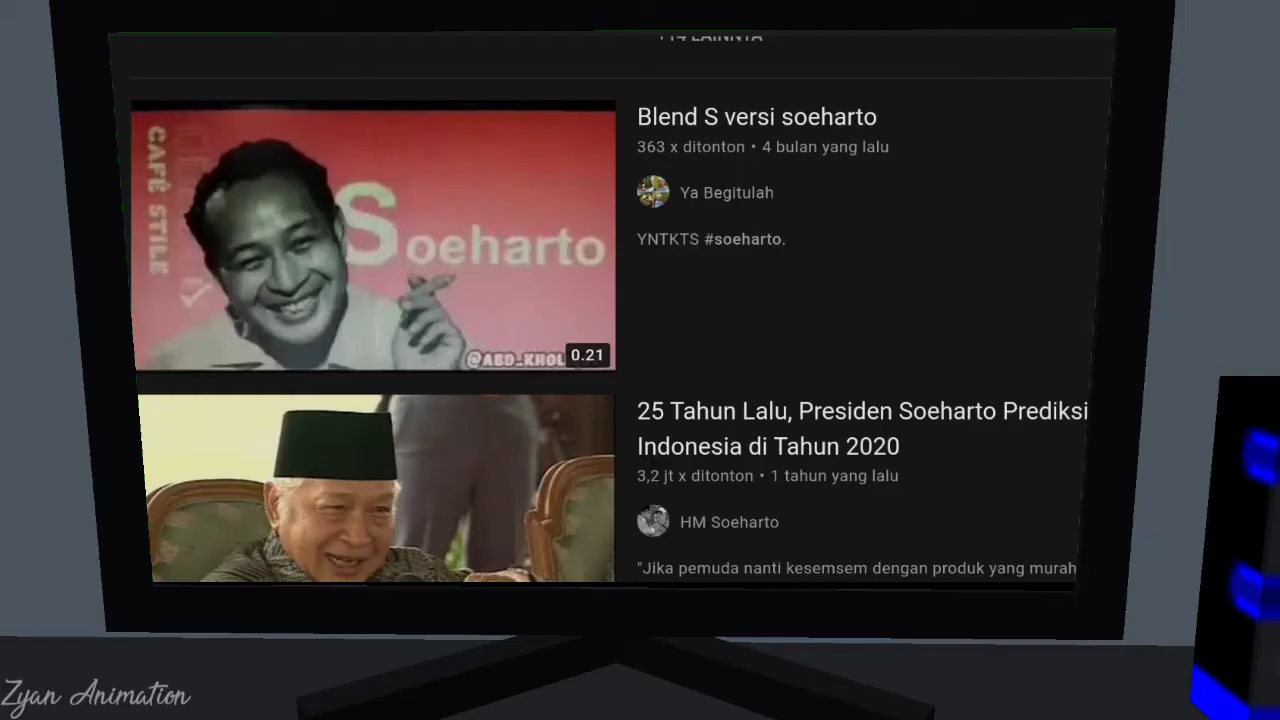 Blend S versi soeharto
363 x ditonton • 4 bulan yang lalu
Ya Begitulah
YNTKTS #soeharto.
CAFÉ STILE
Soeharto
@ABD_KHOL
0.21
25 Tahun Lalu, Presiden Soeharto Prediksi
Indonesia di Tahun 2020
3,2 jt x ditonton • 1 tahun yang lalu
HM Soeharto
"Jika pemuda nanti kesemsem dengan produk yang murah
Zyan Animation